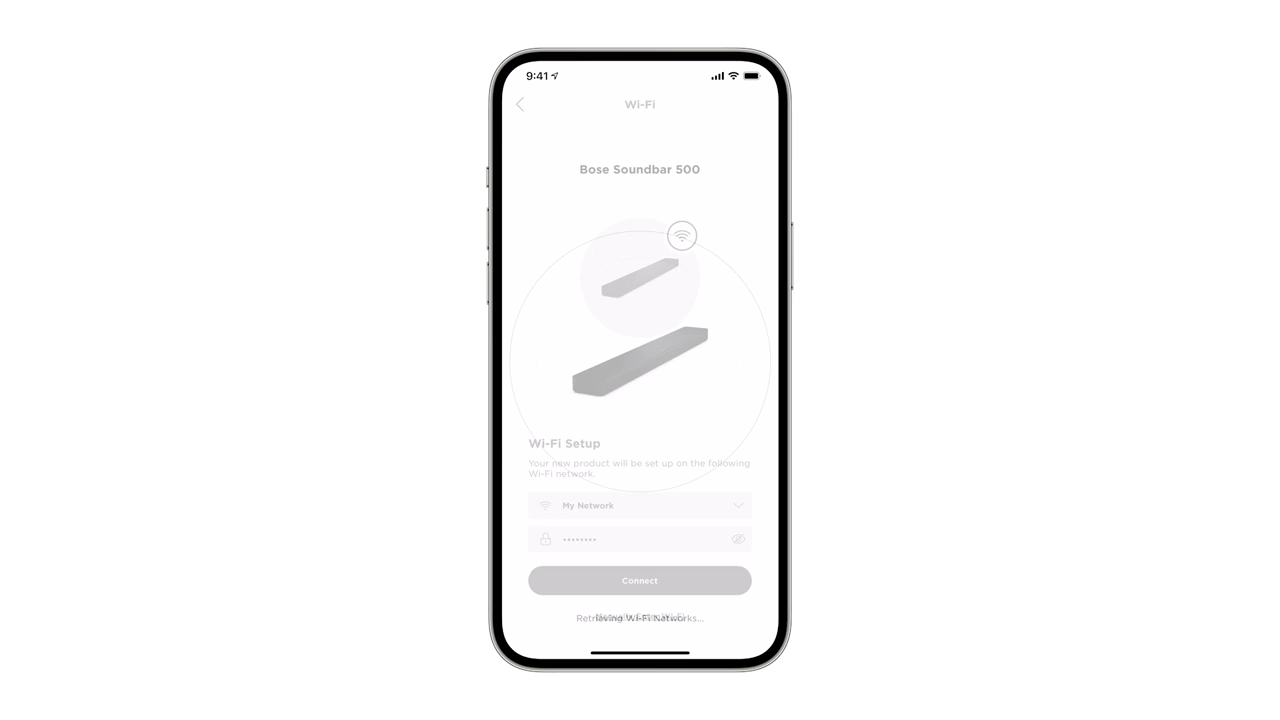 9:41
Wi-Fi
Bose Soundbar 500
Wi-Fi Setup
Your new product will be set up on the following
Wi-Fi network.
My Network
••••••••
Connect
Retrieving Wi-Fi Networks...